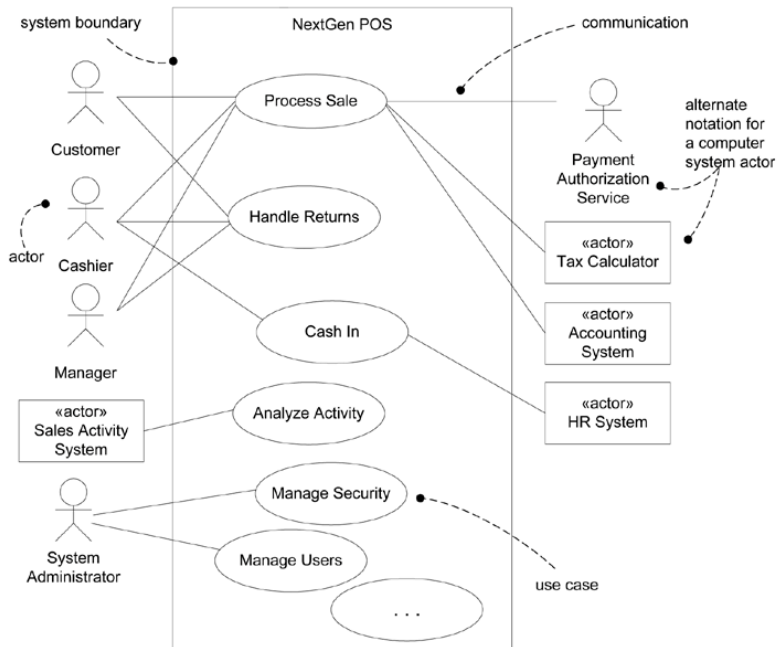 system boundary
NextGen POS
communication
Customer
Process Sale
Payment
Authorization
Service
alternate
notation for
a computer
system actor
actor
Cashier
Handle Returns
«actor»
Tax Calculator
Manager
Cash In
«actor»
Accounting
System
«actor»
Sales Activity
System
Analyze Activity
«actor»
HR System
System
Administrator
Manage Security
Manage Users
use case
. . .